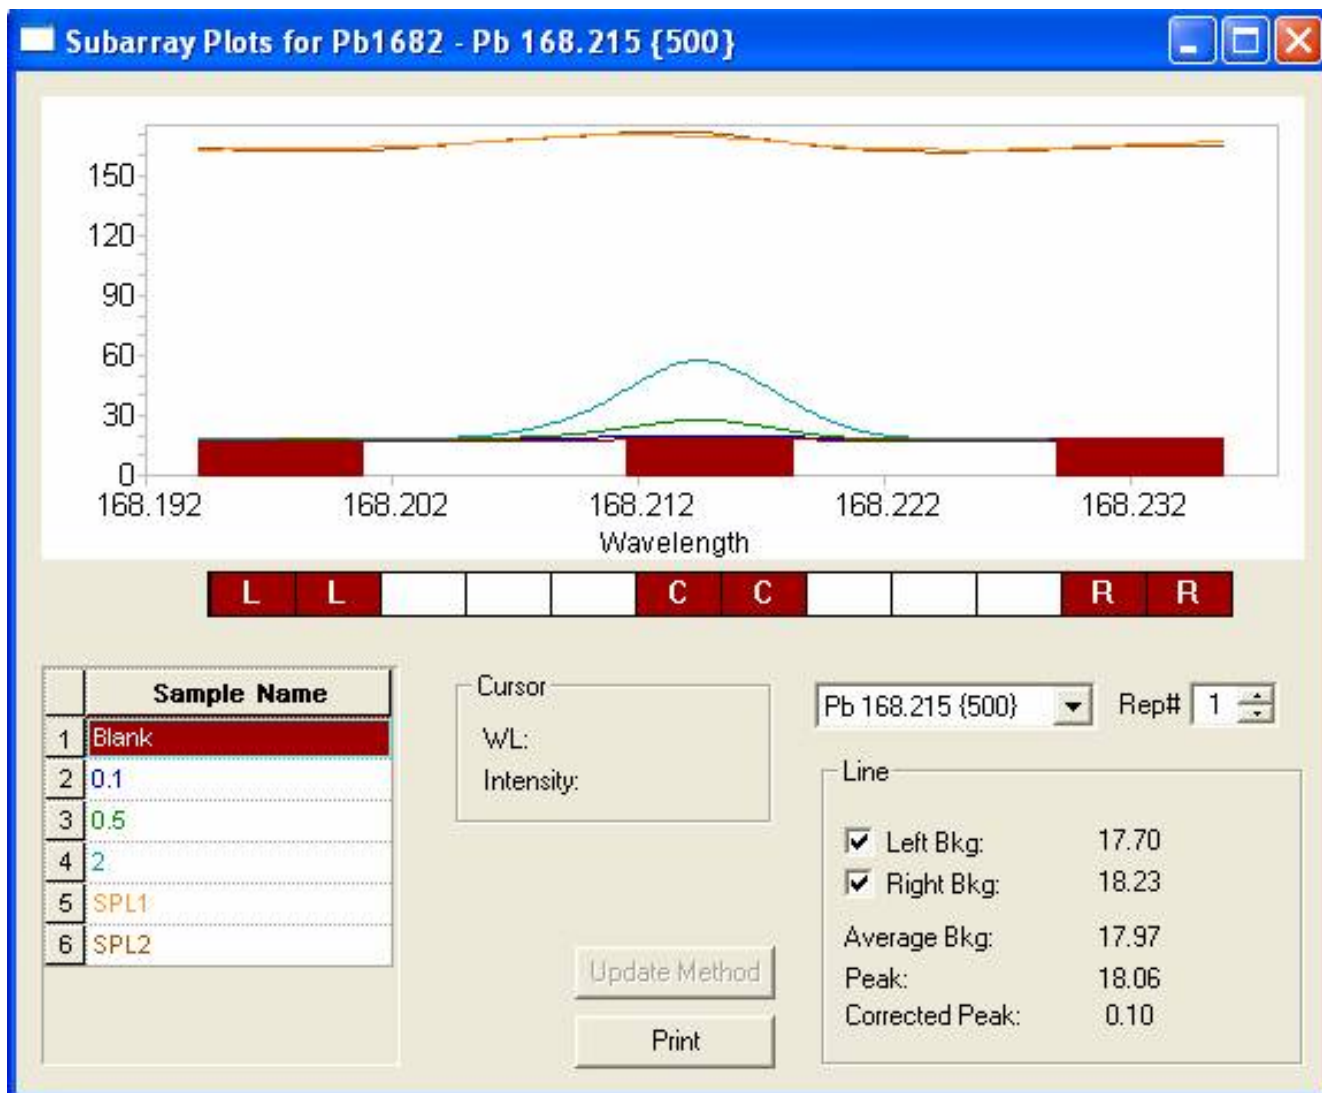 Subarray Plots for Pb1682 - Pb 168.215 {500}
150
120
90
60
30
0
168.192 168.202 168.212 168.222 168.232
Wavelength
L L C C R R
Sample Name
1 Blank
2 0.1
3 0.5
4 2
5 SPL1
6 SPL2
Cursor
WL:
Intensity:
Update Method
Print
Pb 168.215 {500} Rep# 1
Line
Left Bkg: 17.70
Right Bkg: 18.23
Average Bkg: 17.97
Peak: 18.06
Corrected Peak: 0.10